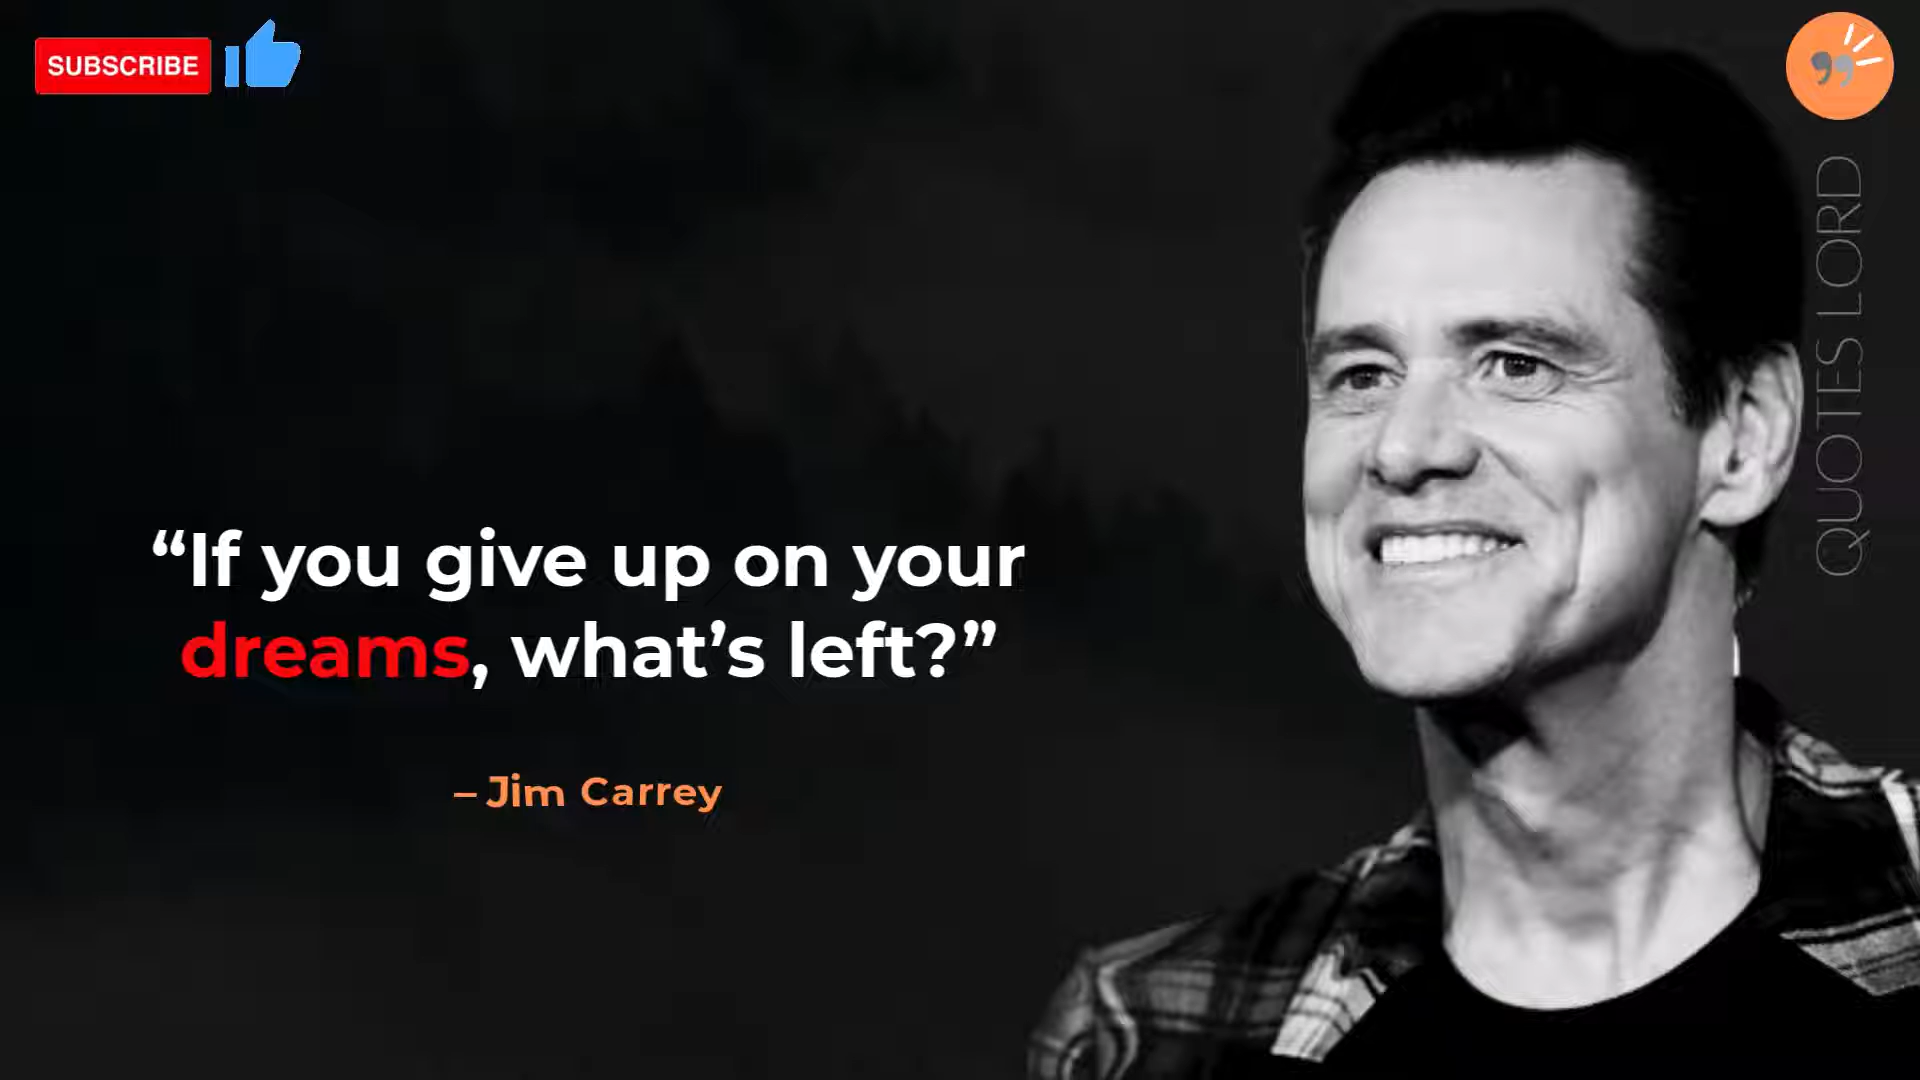 SUBSCRIBE
“If you give up on your
dreams, what’s left?”
– Jim Carrey
QUOTES LORD